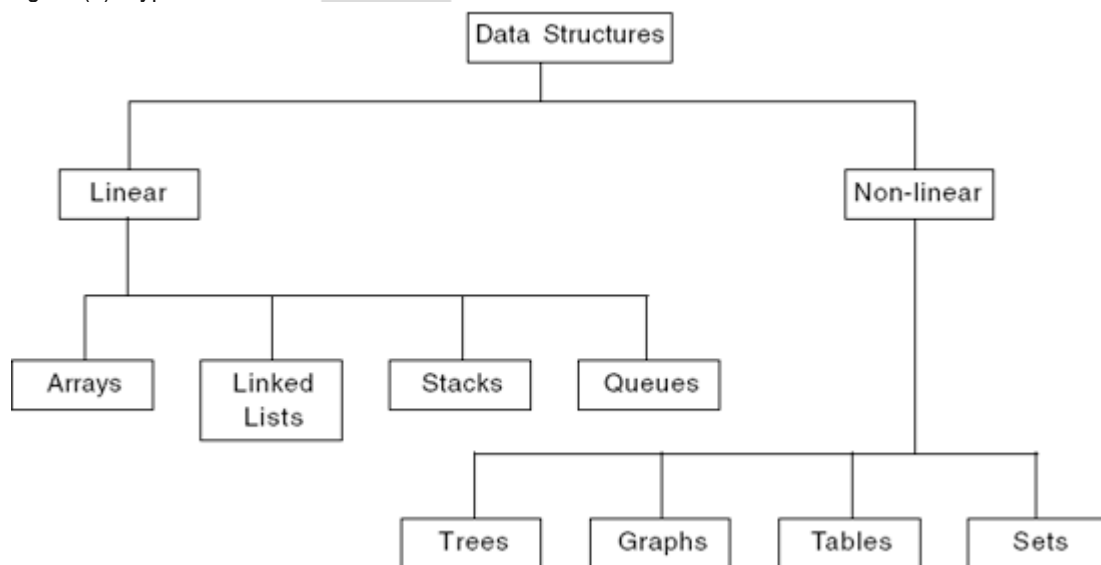 Data Structures
Linear
Non-linear
Arrays
Linked
Lists
Stacks
Queues
Trees
Graphs
Tables
Sets